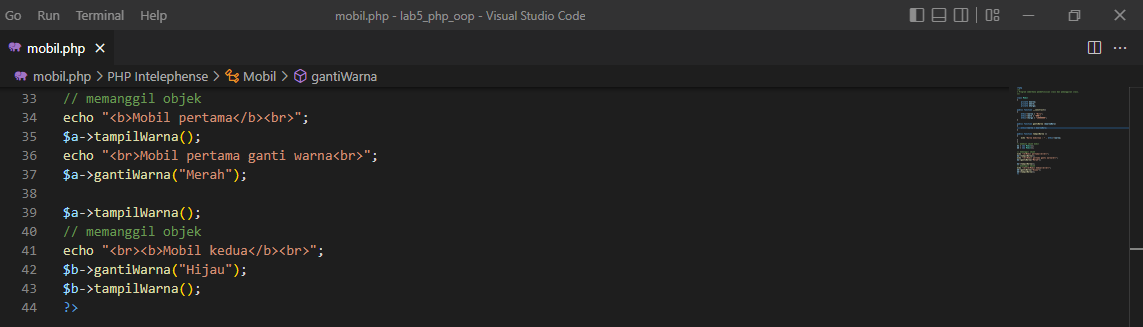 Go Run Terminal Help mobil.php - lab5_php_oop - Visual Studio Code
mobil.php
mobil.php > PHP Intelephense > Mobil > gantiWarna
33 // memanggil objek
34 echo "<b>Mobil pertama</b><br>";
35 $a->tampilWarna();
36 echo "<br>Mobil pertama ganti warna<br>";
37 $a->gantiWarna("Merah");
38
39 $a->tampilWarna();
40 // memanggil objek
41 echo "<br><b>Mobil kedua</b><br>";
42 $b->gantiWarna("Hijau");
43 $b->tampilWarna();
44 ?>